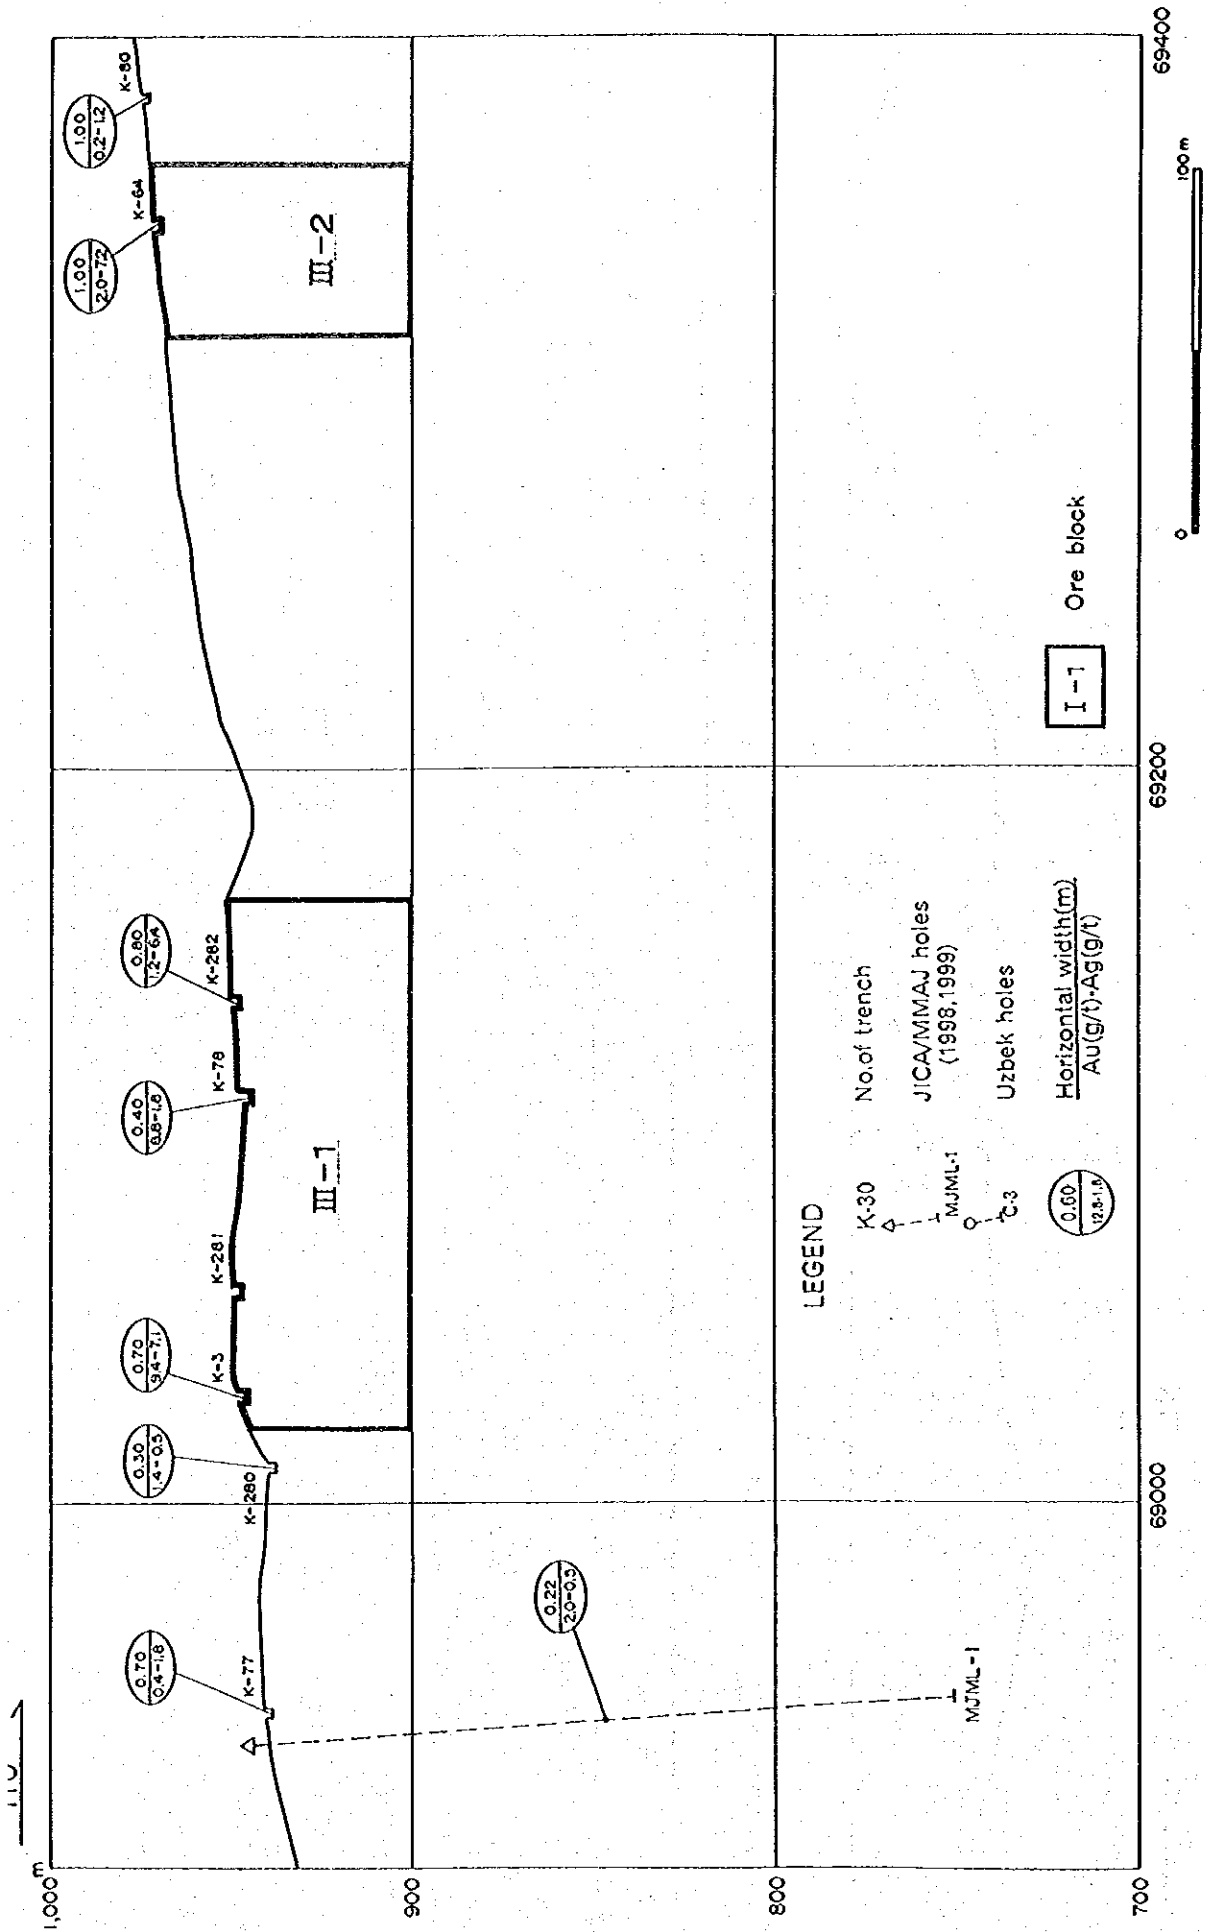 m
1,000
900
800
700
69000
69200
69400
0.70
0.4-1.8
K-77
0.30
1.4-0.5
K-280
0.70
9.4-7.1
K-3
K-281
0.40
K-78
0.80
1.2-6.4
K-282
1.00
2.0-7.2
K-64
1.00
0.2-1.2
K-80
III-1
III-2
0.22
2.0-0.5
MJML-1
LEGEND
K-30 No.of trench
MJML-1 JICA/MMAJ holes
(1998,1999)
C-3 Uzbek holes
0.60 Horizontal width(m)
12.8-1.8 Au(g/t)-Ag(g/t)
I-1 Ore block
0 100 m